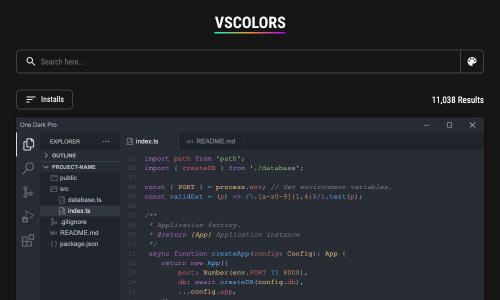 VSCOLORS
Search here...
Installs
11,038 Results
One Dark Pro
EXPLORER ···
index.ts
README.md
OUTLINE
PROJECT-NAME
public
src
database.ts
index.ts
.gitignore
README.md
package.json
01 import path from "path";
02 import { createDB } from './database';
03
04 const { PORT } = process.env; // Get environment variables.
05 const validExt = (p) => /\.[a-z0-9]{1,4}$/i.test(p);
06
07 /**
08 * Application factory.
09 * @return {App} Application instance
10 */
11 async function createApp(config: Config): App {
12 return new App({
13 port: Number(env.PORT ?? 8000),
14 db: await createDB(config.db),
15 ...config.app,